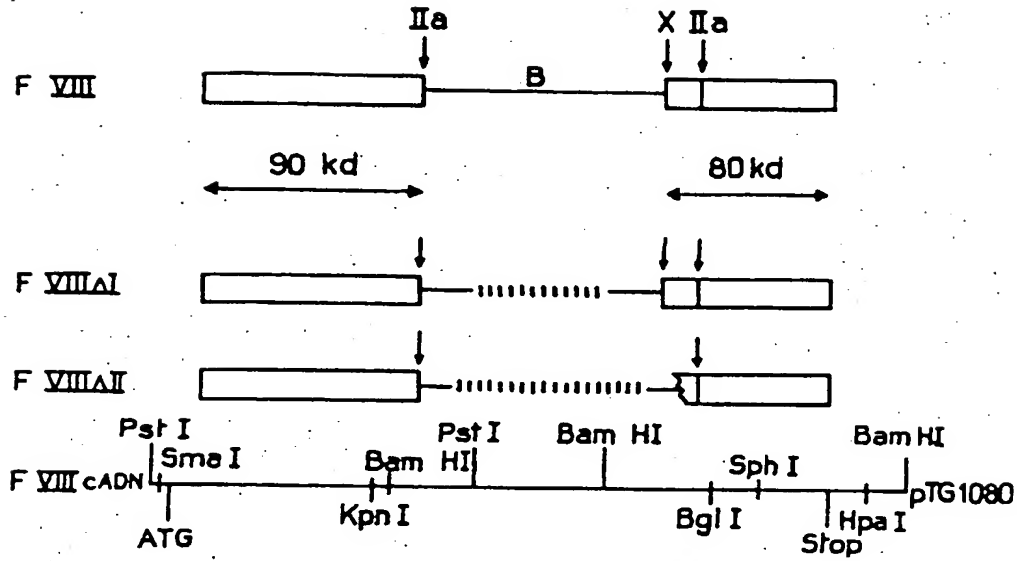 IIa
X IIa
F VIII
B
90 kd
80 kd
F VIIIΔI
F VIIIΔII
Pst I
Sma I
Bam HI
Pst I
Bam HI
Sph I
Bam HI
F VIII cADN
pTG1080
ATG
Kpn I
Bgl I
Stop
Hpa I